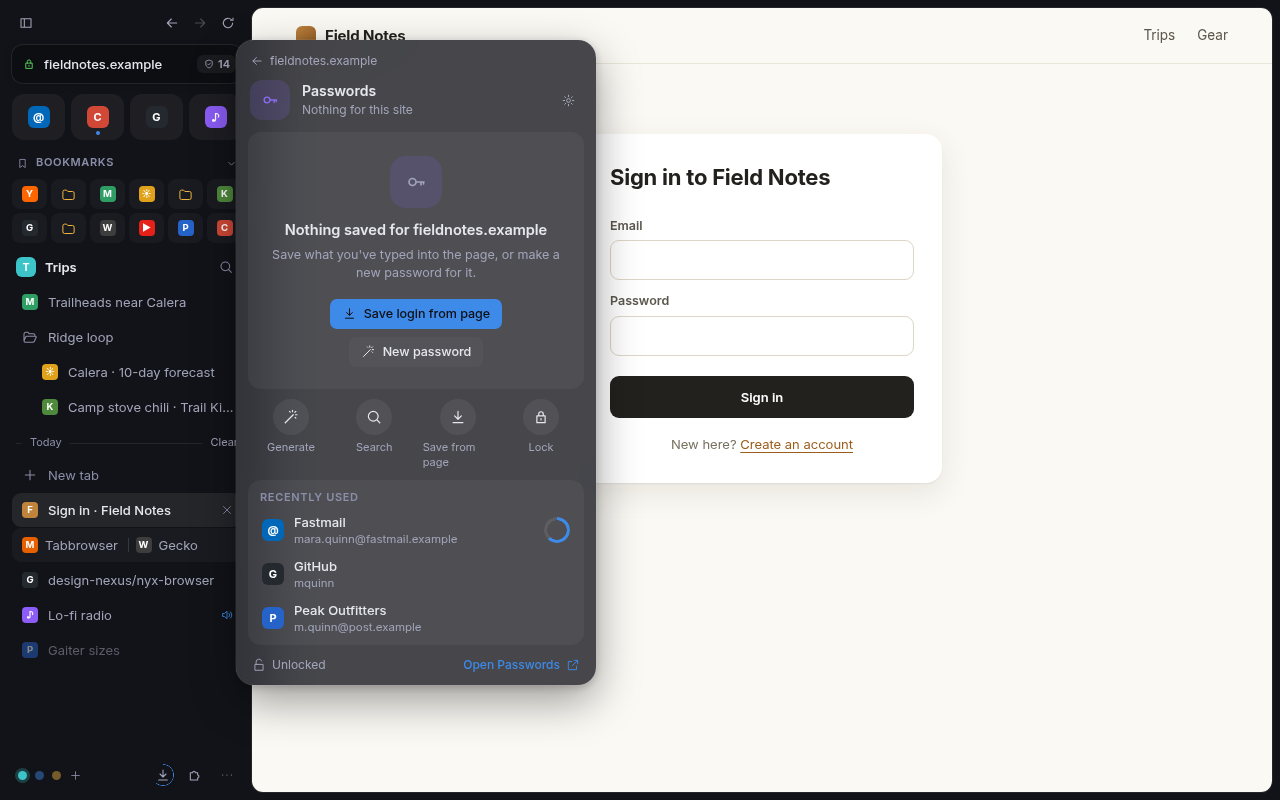 fieldnotes.example
14
@
C
G
BOOKMARKS
Y
M
K
G
W
P
C
T
Trips
M
Trailheads near Calera
Ridge loop
Calera · 10-day forecast
K
Camp stove chili · Trail Ki...
Today
Clear
New tab
F
Sign in · Field Notes
M
Tabbrowser
W
Gecko
G
design-nexus/nyx-browser
Lo-fi radio
P
Gaiter sizes
Field Notes
Trips
Gear
fieldnotes.example
Passwords
Nothing for this site
Nothing saved for fieldnotes.example
Save what you've typed into the page, or make a
new password for it.
Save login from page
New password
Generate
Search
Save from
page
Lock
RECENTLY USED
@
Fastmail
mara.quinn@fastmail.example
G
GitHub
mquinn
P
Peak Outfitters
m.quinn@post.example
Unlocked
Open Passwords
Sign in to Field Notes
Email
Password
Sign in
New here? Create an account